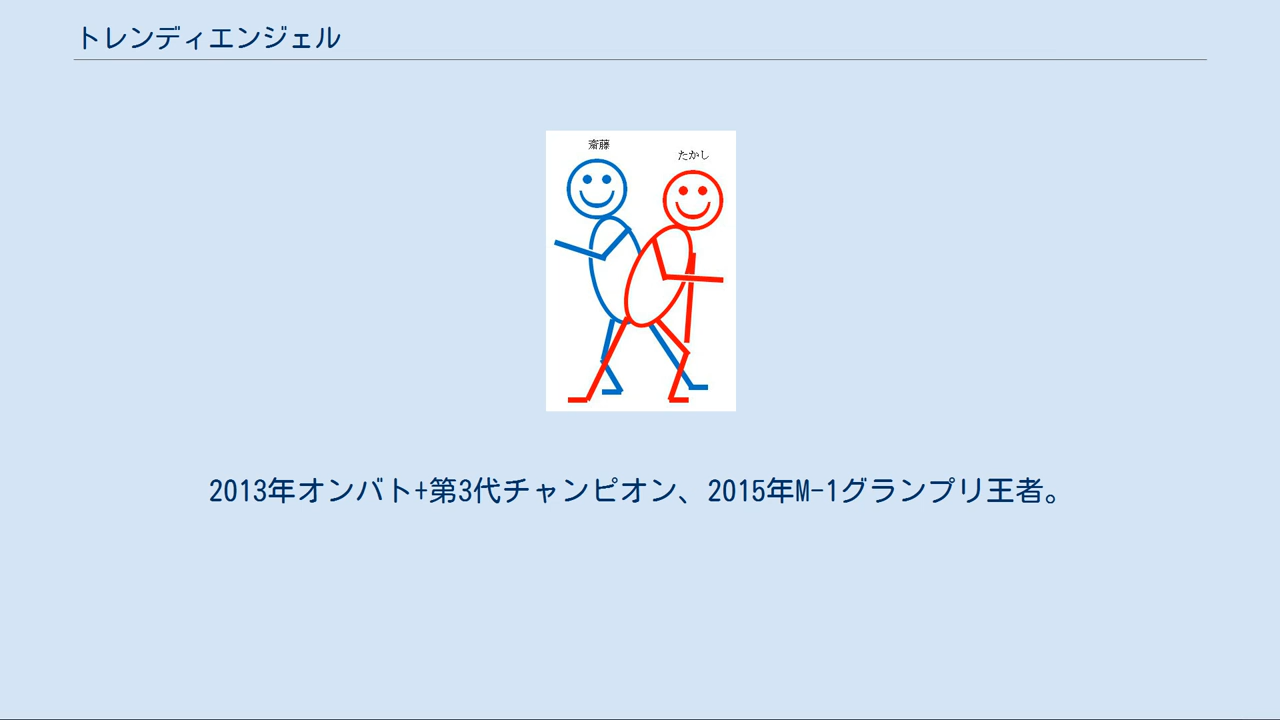 トレンディエンジェル
斎藤
たかし
2013年オンバト+第3代チャンピオン、2015年M-1グランプリ王者。